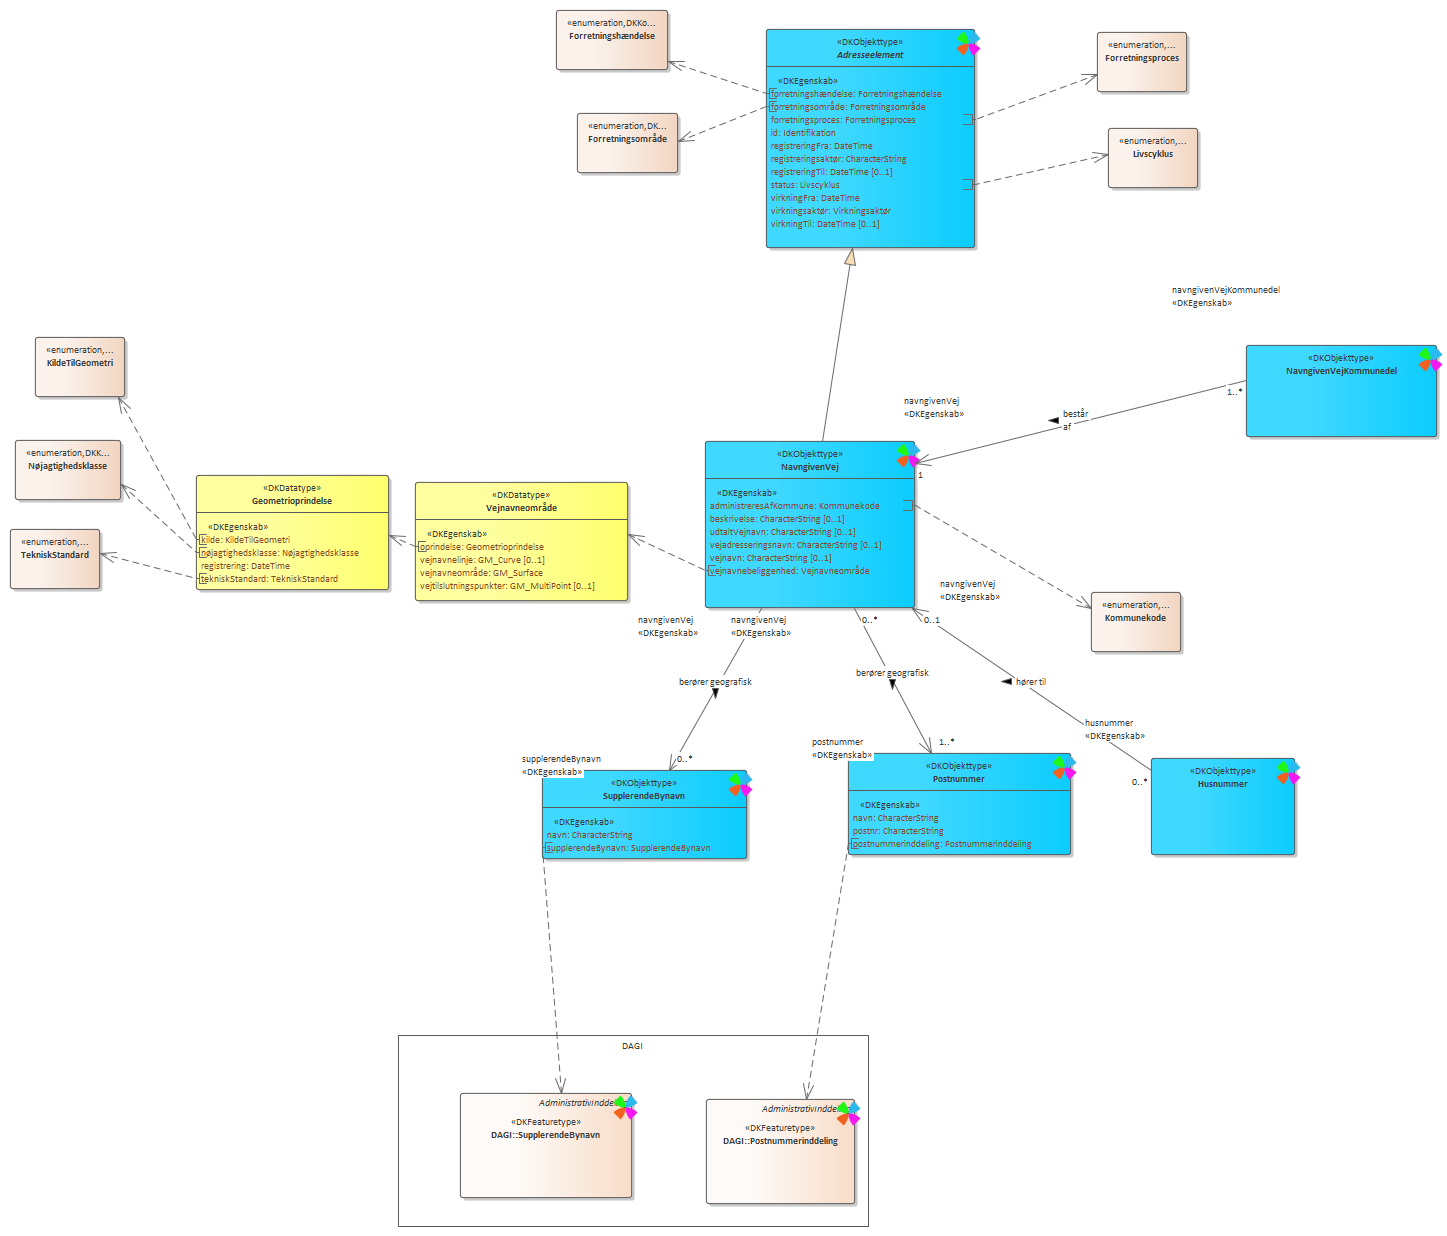 «enumeration,DKKo...
Forretningshændelse
«enumeration,DK...
Forretningsområde
«DKObjekttype»
Adresseelement
«DKEgenskab»
forretningshændelse: Forretningshændelse
forretningsområde: Forretningsområde
forretningsproces: Forretningsproces
id: Identifikation
registreringFra: DateTime
registreringsaktør: CharacterString
registreringTil: DateTime [0..1]
status: Livscyklus
virkningFra: DateTime
virkningsaktør: Virkningsaktør
virkningTil: DateTime [0..1]
«enumeration,...
Forretningsproces
«enumeration,...
Livscyklus
navngivenVejKommunedel
«DKEgenskab»
«DKObjekttype»
NavngivenVejKommunedel
1..*
består
af
navngivenVej
«DKEgenskab»
1
«enumeration,...
KildeTilGeometri
«enumeration,DKK...
Nøjagtighedsklasse
«enumeration,...
TekniskStandard
«DKDatatype»
Geometrioprindelse
«DKEgenskab»
kilde: KildeTilGeometri
nøjagtighedsklasse: Nøjagtighedsklasse
registrering: DateTime
tekniskStandard: TekniskStandard
«DKDatatype»
Vejnavneområde
«DKEgenskab»
oprindelse: Geometrioprindelse
vejnavnelinje: GM_Curve [0..1]
vejnavneområde: GM_Surface
vejtilslutningspunkter: GM_MultiPoint [0..1]
«DKObjekttype»
NavngivenVej
«DKEgenskab»
administreresAfKommune: Kommunekode
beskrivelse: CharacterString [0..1]
udtaltVejnavn: CharacterString [0..1]
vejadresseringsnavn: CharacterString [0..1]
vejnavn: CharacterString [0..1]
vejnavnebeliggenhed: Vejnavneområde
«enumeration,...
Kommunekode
navngivenVej
«DKEgenskab»
navngivenVej
«DKEgenskab»
0..*
0..1
navngivenVej
«DKEgenskab»
berører geografisk
berører geografisk
hører til
husnummer
«DKEgenskab»
0..*
supplerendeBynavn
«DKEgenskab»
0..*
postnummer
«DKEgenskab»
1..*
«DKObjekttype»
SupplerendeBynavn
«DKEgenskab»
navn: CharacterString
supplerendeBynavn: SupplerendeBynavn
«DKObjekttype»
Postnummer
«DKEgenskab»
navn: CharacterString
postnr: CharacterString
postnummerinddeling: Postnummerinddeling
«DKObjekttype»
Husnummer
DAGI
«DKFeaturetype»
DAGI::SupplerendeBynavn
«DKFeaturetype»
DAGI::Postnummerinddeling